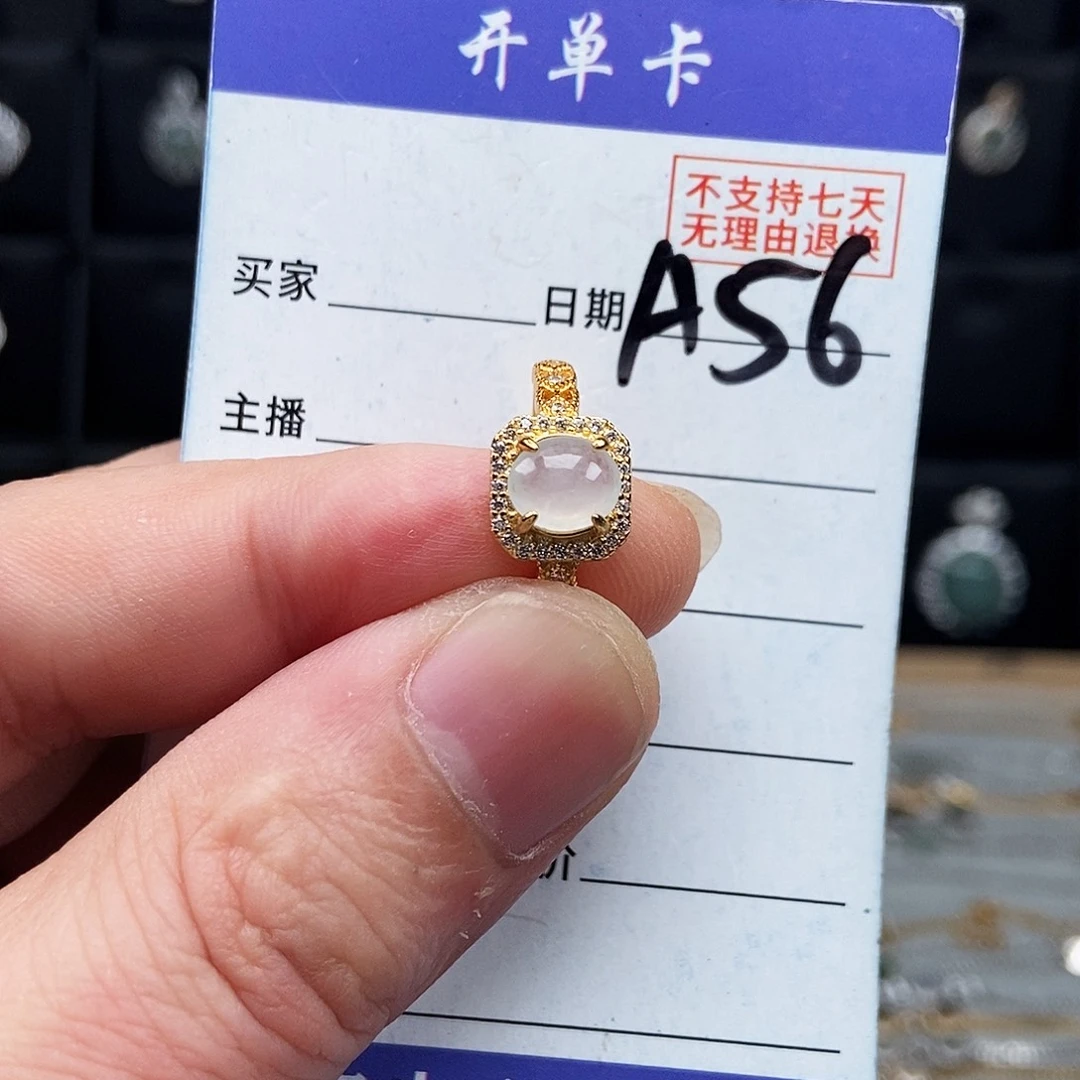 开单卡
不支持七天
无理由退换
买家 日期 A56
主播
价